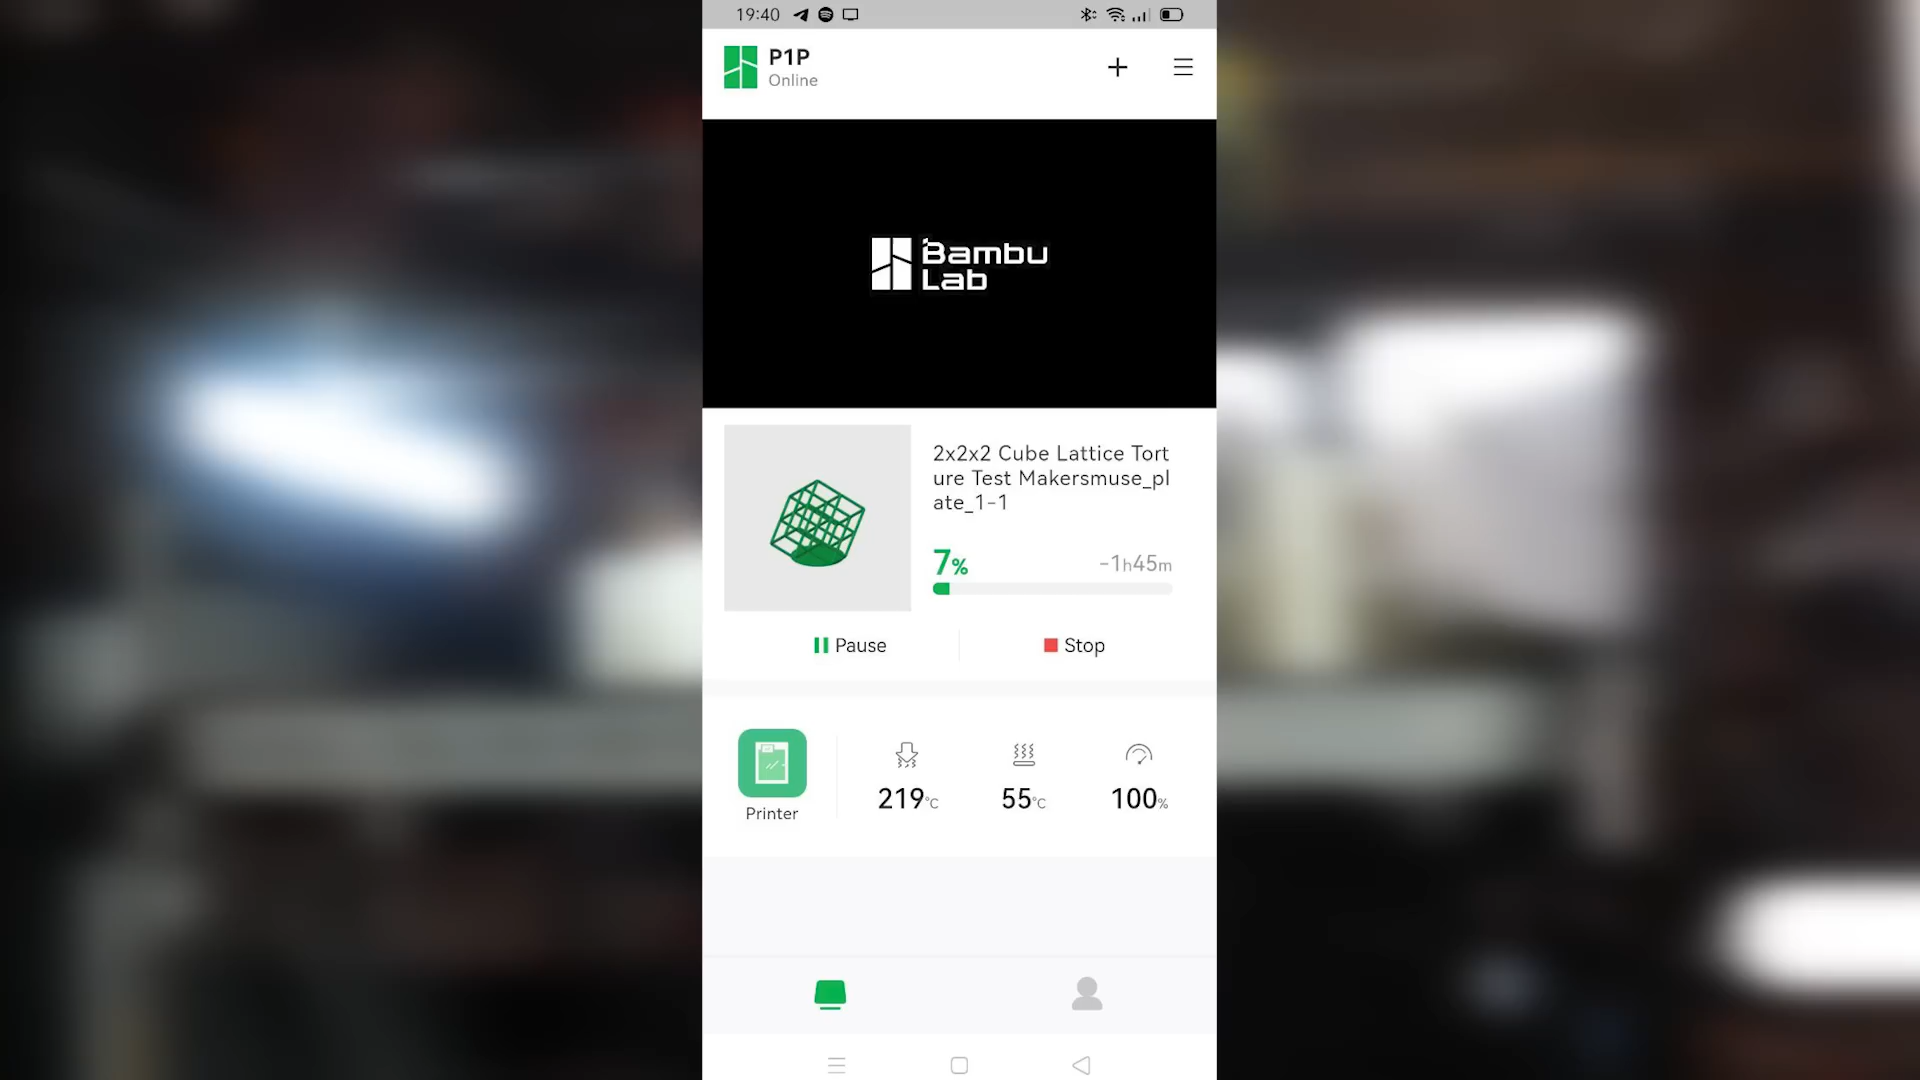 19:40
P1P
Online
Bambu
Lab
2x2x2 Cube Lattice Tort
ure Test Makersmuse_pl
ate_1-1
7%
-1h45m
Pause
Stop
219°C
55°C
100%
Printer